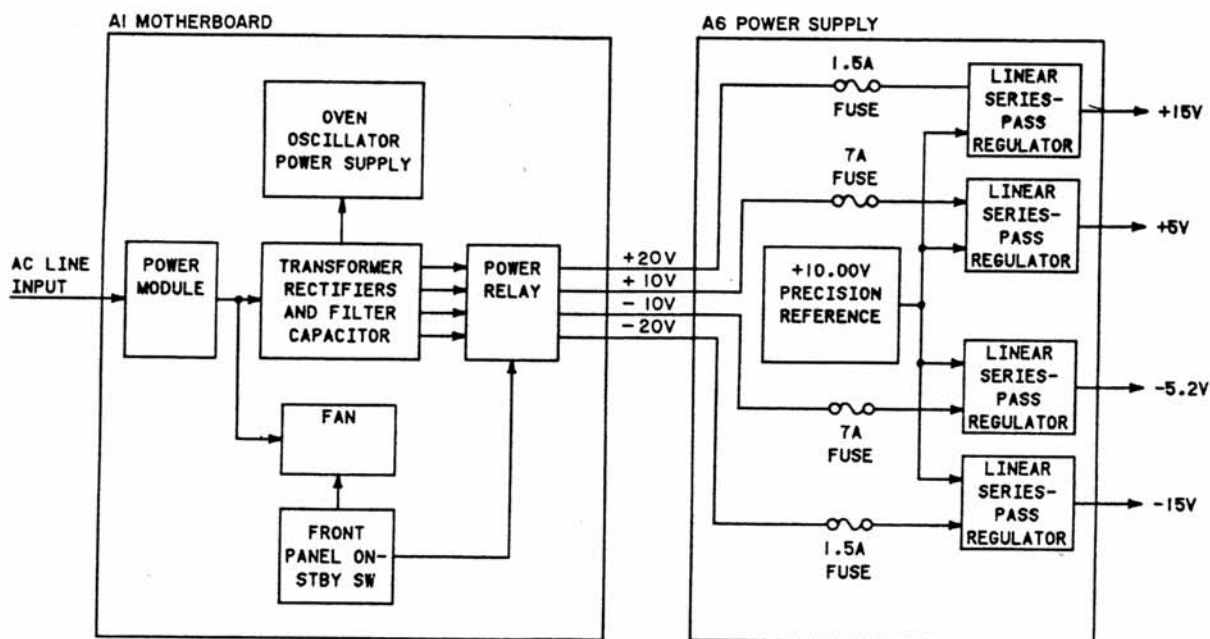 A1 MOTHERBOARD
A6 POWER SUPPLY
OVEN
OSCILLATOR
POWER SUPPLY
AC LINE
INPUT
POWER
MODULE
TRANSFORMER
RECTIFIERS
AND FILTER
CAPACITOR
POWER
RELAY
FAN
FRONT
PANEL ON-
STBY SW
+20V
+10V
-10V
-20V
1.5A
FUSE
7A
FUSE
+10.00V
PRECISION
REFERENCE
7A
FUSE
1.5A
FUSE
LINEAR
SERIES-
PASS
REGULATOR
+15V
LINEAR
SERIES-
PASS
REGULATOR
+5V
LINEAR
SERIES-
PASS
REGULATOR
-5.2V
LINEAR
SERIES-
PASS
REGULATOR
-15V